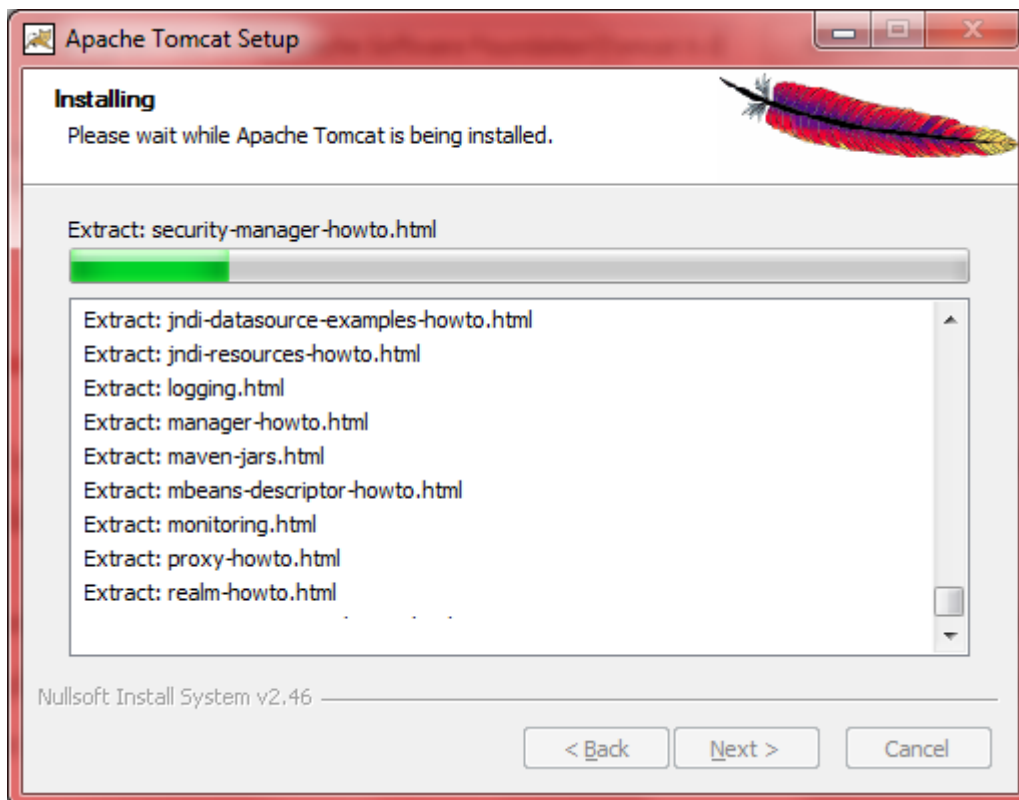 Apache Tomcat Setup
Installing
Please wait while Apache Tomcat is being installed.
Extract: security-manager-howto.html
Extract: jndi-datasource-examples-howto.html
Extract: jndi-resources-howto.html
Extract: logging.html
Extract: manager-howto.html
Extract: maven-jars.html
Extract: mbeans-descriptor-howto.html
Extract: monitoring.html
Extract: proxy-howto.html
Extract: realm-howto.html
Nullsoft Install System v2.46
< Back Next > Cancel